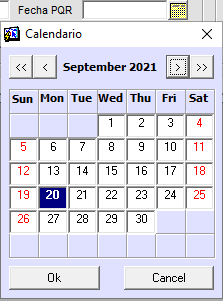 Fecha PQR
Calendario
<< < September 2021 > >>
Sun Mon Tue Wed Thu Fri Sat
1 2 3 4
5 6 7 8 9 10 11
12 13 14 15 16 17 18
19 20 21 22 23 24 25
26 27 28 29 30
Ok Cancel